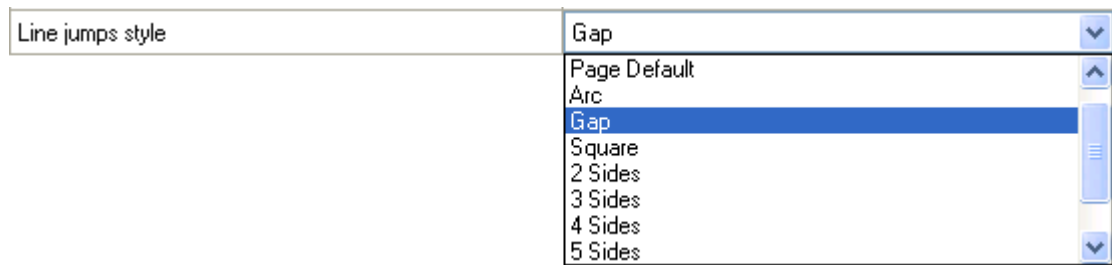 Line jumps style
Gap
Page Default
Arc
Gap
Square
2 Sides
3 Sides
4 Sides
5 Sides